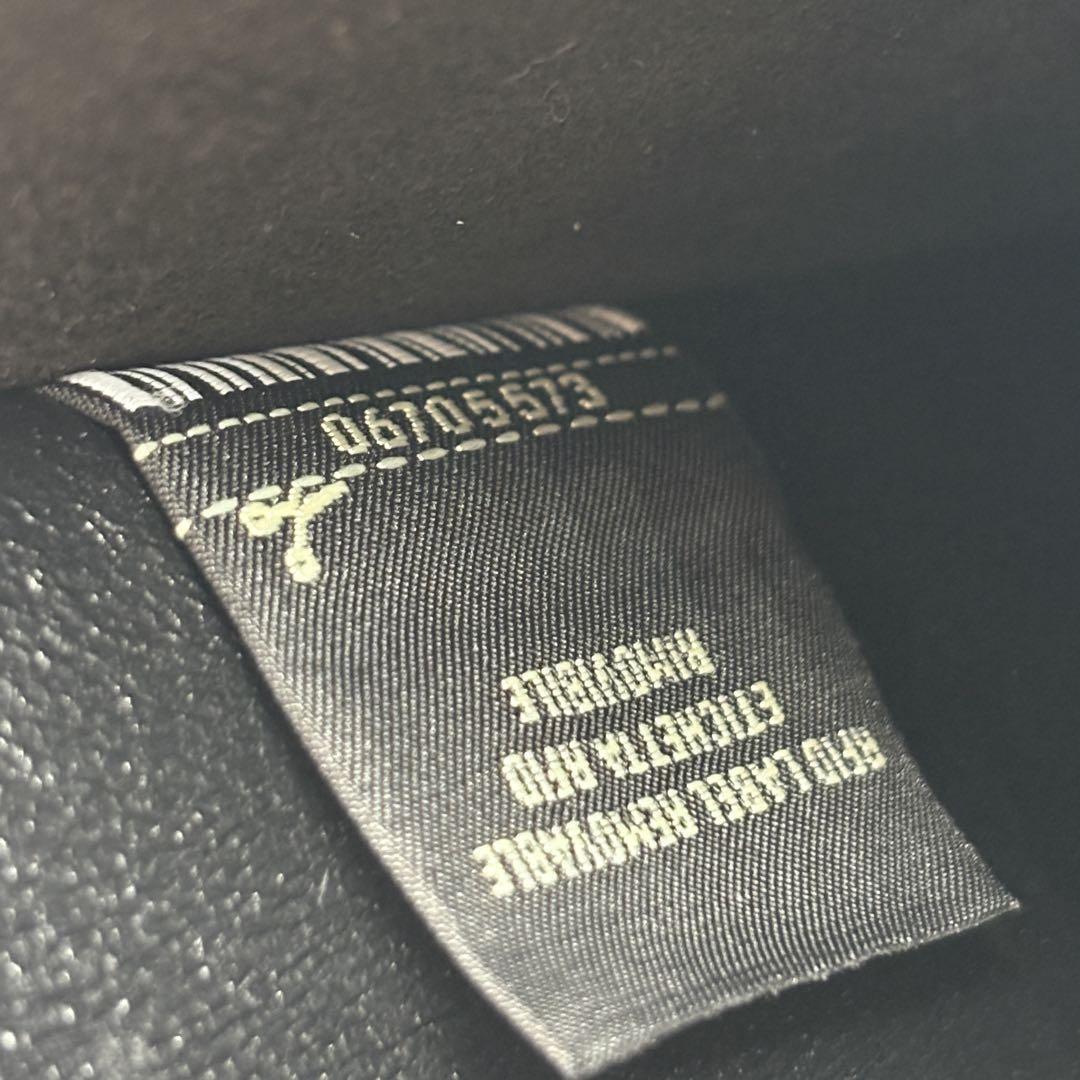 06705573
RFID LABEL REMOVABLE
ETICHETTA RFID
RIMOVIBILE